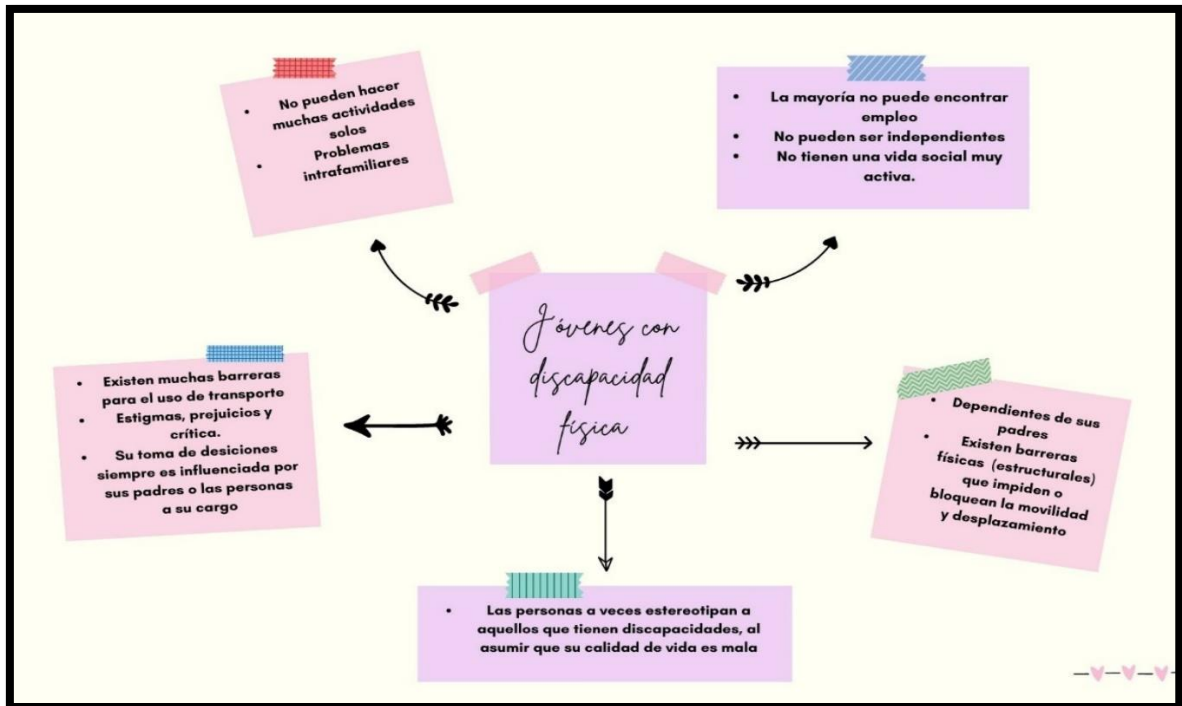 • No pueden hacer
muchas actividades
solos
• Problemas
intrafamiliares
• La mayoría no puede encontrar
empleo
• No pueden ser independientes
• No tienen una vida social muy
activa.
Jóvenes con
discapacidad
física
• Existen muchas barreras
para el uso de transporte
• Estigmas, prejuicios y
crítica.
• Su toma de desiciones
siempre es influenciada por
sus padres o las personas
a su cargo
• Dependientes de sus
padres
• Existen barreras
físicas (estructurales)
que impiden o
bloquean la movilidad
y desplazamiento
• Las personas a veces estereotipan a
aquellos que tienen discapacidades, al
asumir que su calidad de vida es mala